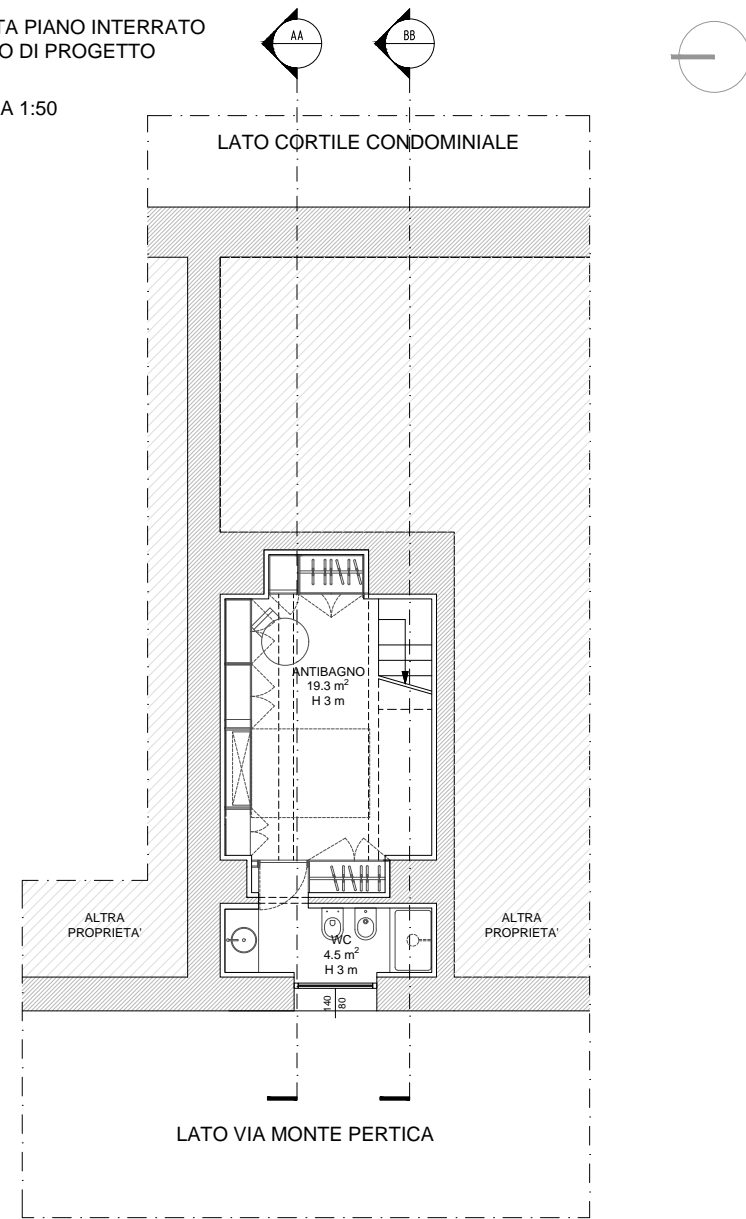 TA PIANO INTERRATO
O DI PROGETTO
A 1:50
AA
BB
LATO CORTILE CONDOMINIALE
ANTIBAGNO
19.3 m²
H 3 m
ALTRA
PROPRIETA'
ALTRA
PROPRIETA'
WC
4.5 m²
H 3 m
140
80
LATO VIA MONTE PERTICA